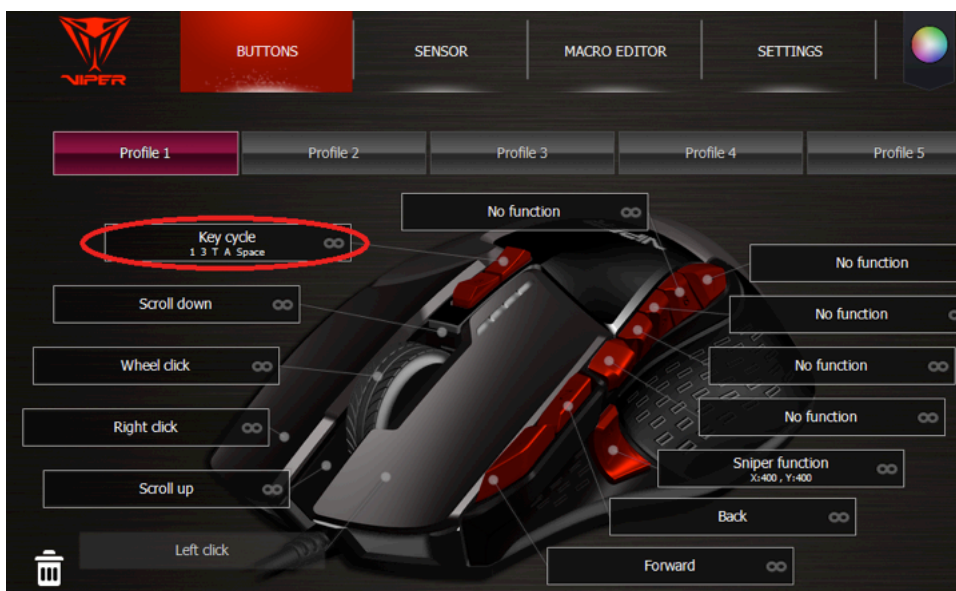 VIPER
BUTTONS
SENSOR
MACRO EDITOR
SETTINGS
Profile 1
Profile 2
Profile 3
Profile 4
Profile 5
No function
Key cycle
1 3 T A Space
No function
Scroll down
No function
Wheel click
No function
Right click
No function
Sniper function
X:400 , Y:400
Scroll up
Back
Left click
Forward